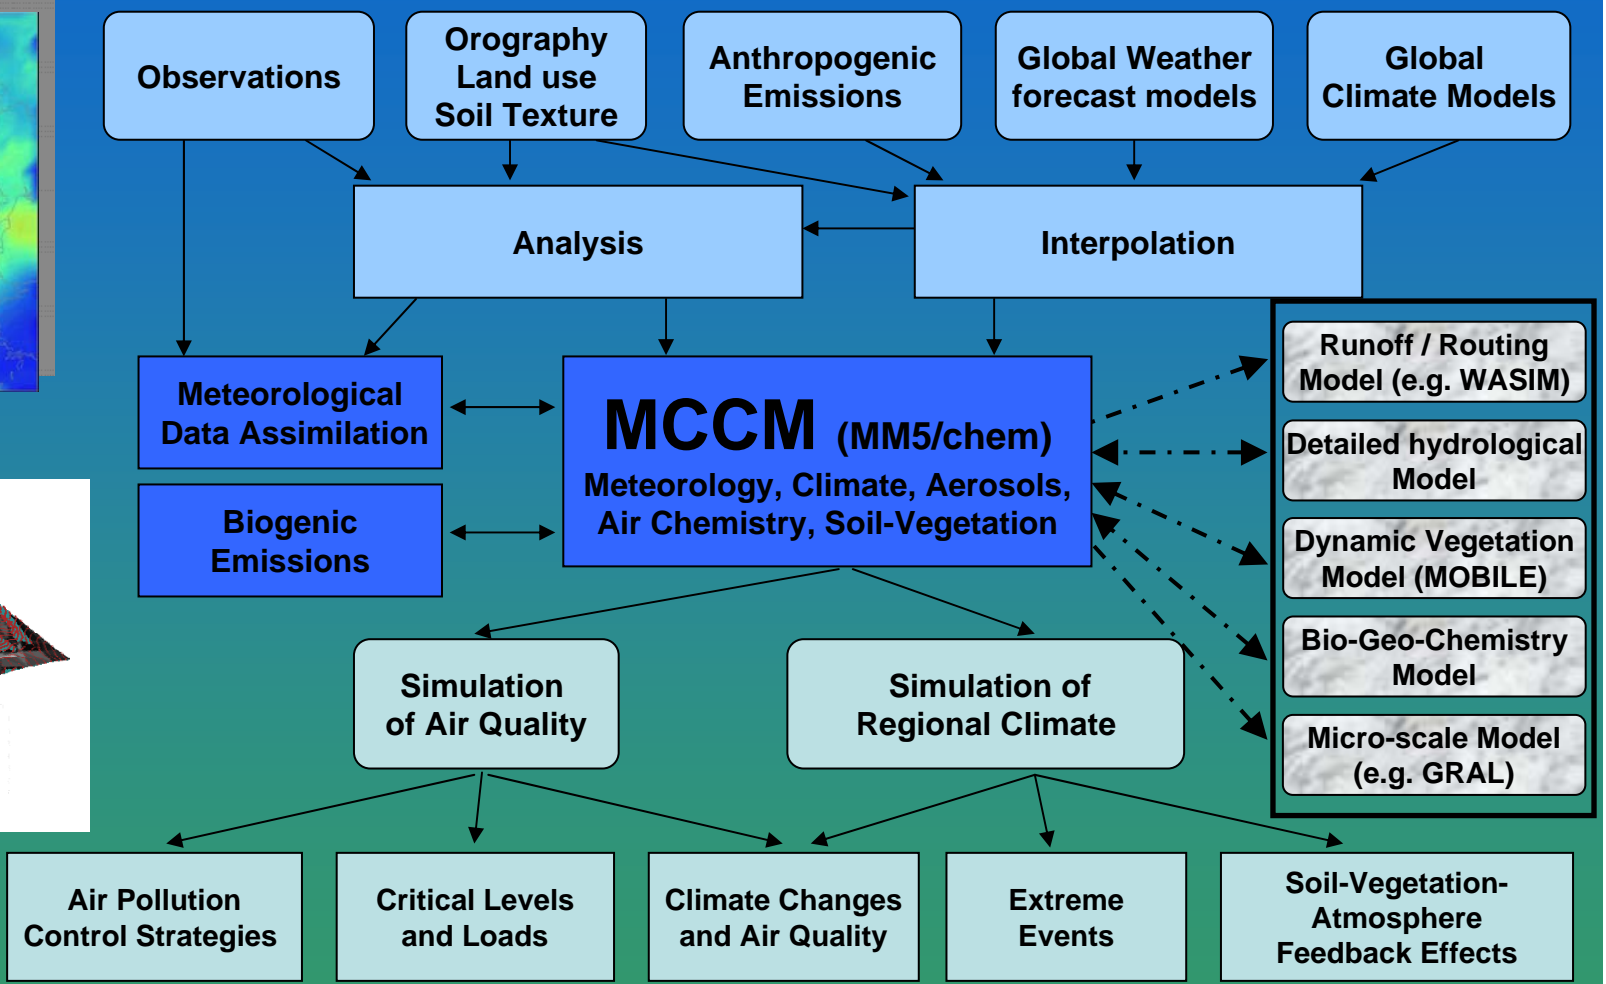 Observations
Orography
Land use
Soil Texture
Anthropogenic
Emissions
Global Weather
forecast models
Global
Climate Models
Analysis
Interpolation
Meteorological
Data Assimilation
MCCM (MM5/chem)
Meteorology, Climate, Aerosols,
Air Chemistry, Soil-Vegetation
Biogenic
Emissions
Runoff / Routing
Model (e.g. WASIM)
Detailed hydrological
Model
Dynamic Vegetation
Model (MOBILE)
Bio-Geo-Chemistry
Model
Micro-scale Model
(e.g. GRAL)
Simulation
of Air Quality
Simulation of
Regional Climate
Air Pollution
Control Strategies
Critical Levels
and Loads
Climate Changes
and Air Quality
Extreme
Events
Soil-Vegetation-
Atmosphere
Feedback Effects